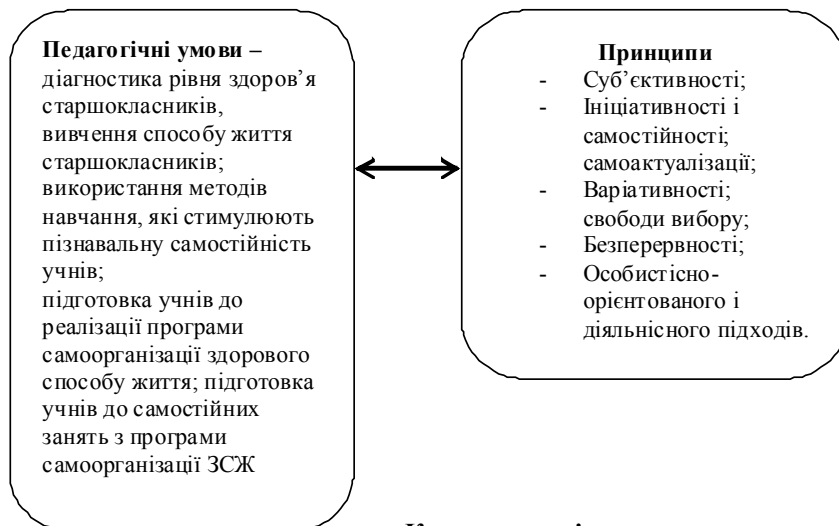 Педагогічні умови –
діагностика рівня здоров’я
старшокласників,
вивчення способу життя
старшокласників;
використання методів
навчання, які стимулюють
пізнавальну самостійність
учнів;
підготовка учнів до
реалізації програми
самоорганізації здорового
способу життя; підготовка
учнів до самостійних
занять з програми
самоорганізації ЗСЖ
Принципи
- Суб’єктивності;
- Ініціативності і
самостійності;
самоактуалізації;
- Варіативності;
свободи вибору;
- Безперервності;
- Особистісно-
орієнтованого і
діяльнісного підходів.